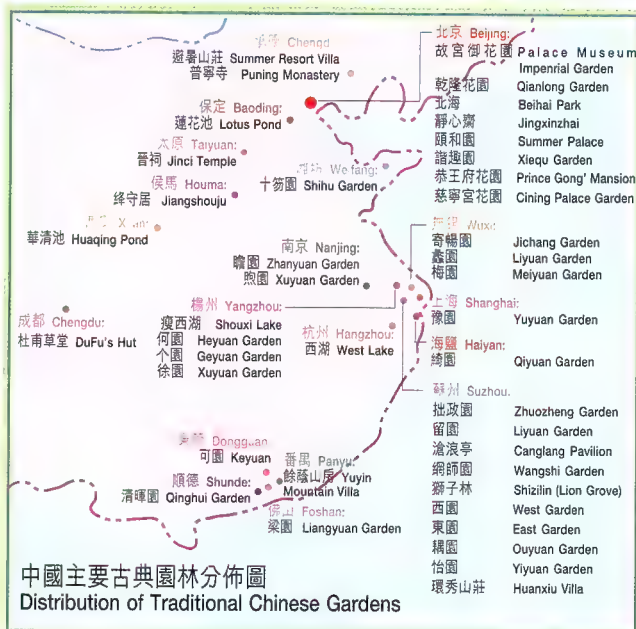 Chengd
避暑山莊 Summer Resort Villa
普寧寺 Puning Monastery
保定 Baoding:
蓮花池 Lotus Pond
太原 Taiyuan:
晉祠 Jinci Temple
侯馬 Houma:
绛守居 Jiangshouju
華清池 Huaqing Pond
Weifang:
十笏園 Shihu Garden
南京 Nanjing:
瞻園 Zhanyuan Garden
煦園 Xuyuan Garden
成都 Chengdu:
杜甫草堂 DuFu's Hut
楊州 Yangzhou:
瘦西湖 Shouxi Lake
何園 Heyuan Garden
个園 Geyuan Garden
徐園 Xuyuan Garden
杭州 Hangzhou:
西湖 West Lake
Dongguan
可園 Keyuan
順德 Shunde:
清暉園 Qinghui Garden
番禺 Panyu:
餘蔭山房 Yuyin
Mountain Villa
佛山 Foshan:
梁園 Liangyuan Garden
北京 Beijing:
故宮御花園 Palace Museum
Impenrial Garden
乾隆花園 Qianlong Garden
北海 Beihai Park
靜心齋 Jingxinzhai
頤和園 Summer Palace
諧趣園 Xiequ Garden
恭王府花園 Prince Gong' Mansion
慈寧宮花園 Cining Palace Garden
無錫 Wuxi:
寄暢園 Jichang Garden
蠡園 Liyuan Garden
梅園 Meiyuan Garden
上海 Shanghai:
豫園 Yuyuan Garden
海鹽 Haiyan:
綺園 Qiyuan Garden
蘇州 Suzhou.
拙政園 Zhuozheng Garden
留園 Liyuan Garden
滄浪亭 Canglang Pavilion
網師園 Wangshi Garden
獅子林 Shizilin (Lion Grove)
西園 West Garden
東園 East Garden
耦園 Ouyuan Garden
怡園 Yiyuan Garden
環秀山莊 Huanxiu Villa
中國主要古典園林分佈圖
Distribution of Traditional Chinese Gardens